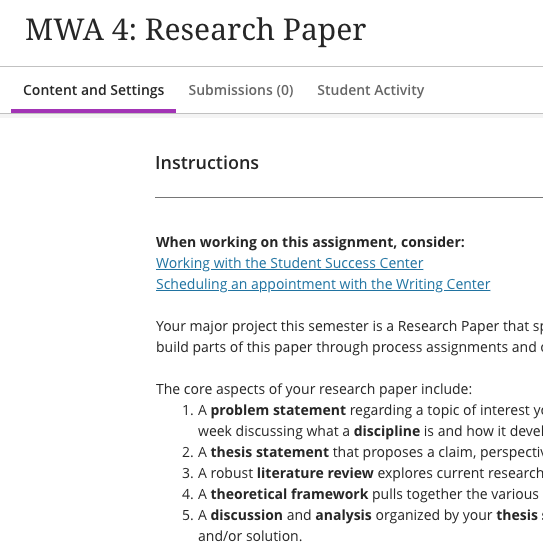 MWA 4: Research Paper
Content and Settings Submissions (0) Student Activity
Instructions
When working on this assignment, consider:
Working with the Student Success Center
Scheduling an appointment with the Writing Center
Your major project this semester is a Research Paper that sp
build parts of this paper through process assignments and
The core aspects of your research paper include:
1. A problem statement regarding a topic of interest y
week discussing what a discipline is and how it deve
2. A thesis statement that proposes a claim, perspectiv
3. A robust literature review explores current research
4. A theoretical framework pulls together the various
5. A discussion and analysis organized by your thesis
and/or solution.